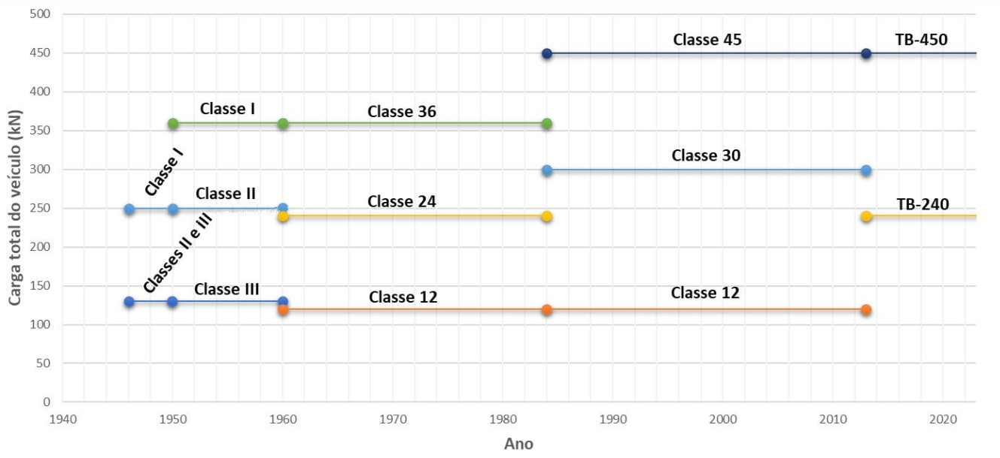 500
Classe 45
TB-450
450
400
Classe I
Classe 36
350
Classe I
300
Classe 30
Classe II
Classe 24
TB-240
250
Classes II e III
200
150
Classe III
Classe 12
Classe 12
100
50
0
1940
1950
1960
1970
1980
1990
2000
2010
2020
Carga total do veículo (kN)
Ano